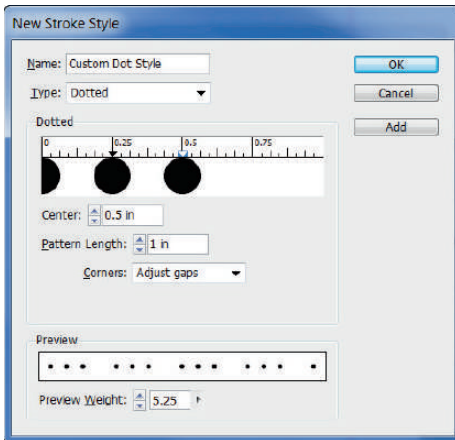 New Stroke Style
Name: Custom Dot Style
OK
Type: Dotted
Cancel
Add
Dotted
0 0.25 0.5 0.75
Center: 0.5 in
Pattern Length: 1 in
Corners: Adjust gaps
Preview
Preview Weight: 5.25